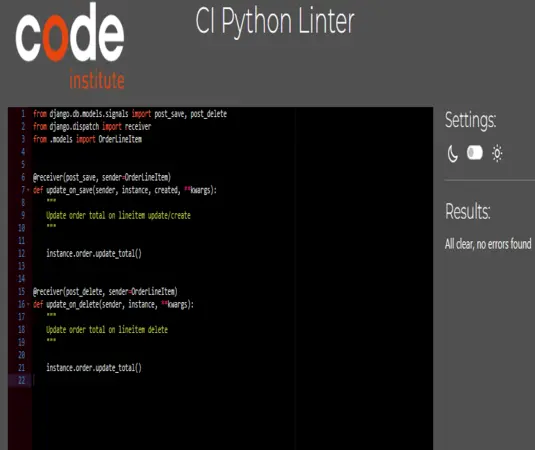 code
institute
CI Python Linter
1 from django.db.models.signals import post_save, post_delete
2 from django.dispatch import receiver
3 from .models import OrderLineItem
4
5
6 @receiver(post_save, sender=OrderLineItem)
7 def update_on_save(sender, instance, created, **kwargs):
8 """
9 Update order total on lineitem update/create
10 """
11
12 instance.order.update_total()
13
14
15 @receiver(post_delete, sender=OrderLineItem)
16 def update_on_delete(sender, instance, **kwargs):
17 """
18 Update order total on lineitem delete
19 """
20
21 instance.order.update_total()
22
Settings:
Results:
All clear, no errors found